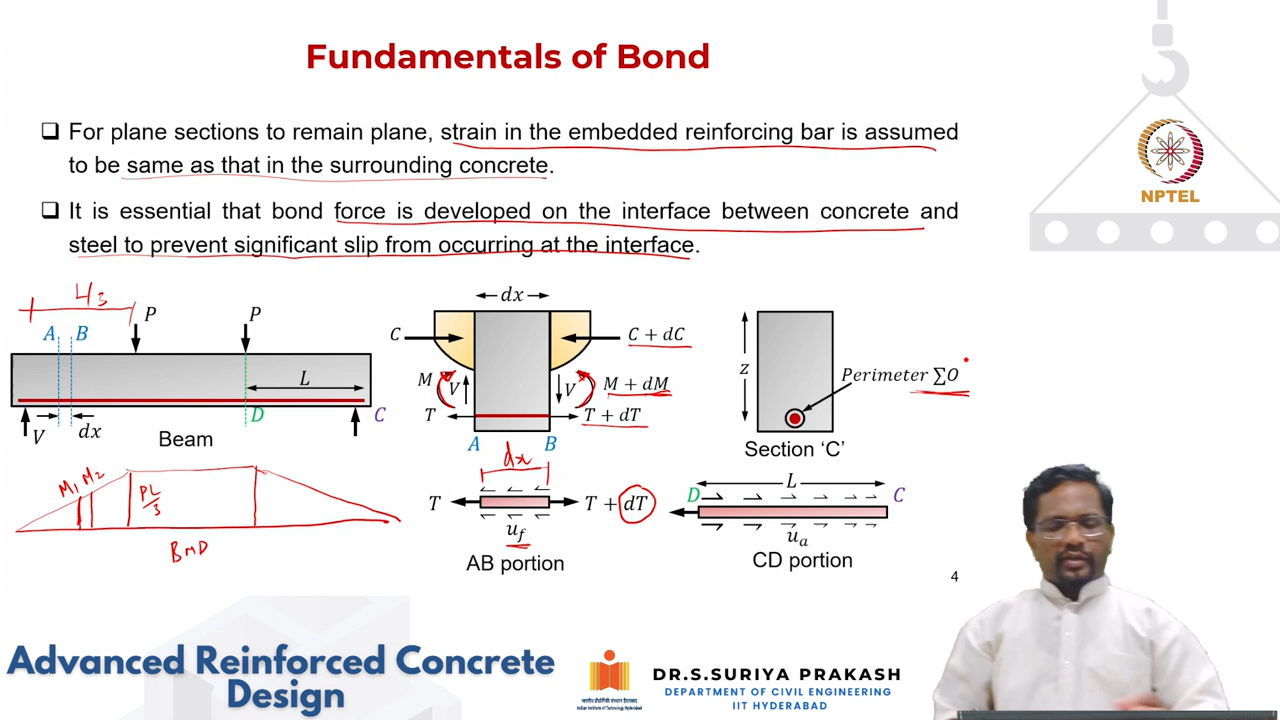 Fundamentals of Bond
❑ For plane sections to remain plane, strain in the embedded reinforcing bar is assumed
to be same as that in the surrounding concrete.
❑ It is essential that bond force is developed on the interface between concrete and
steel to prevent significant slip from occurring at the interface.
NPTEL
L/3
A B P P
L
V dx D C
Beam
M1 M2 PL/3
BMD
dx
C C + dC
M V V M + dM
T T + dT
A B
dx
T T + dT
u_f
AB portion
z Perimeter ∑O
Section ‘C’
D L C
u_a
CD portion
4
Advanced Reinforced Concrete
Design
DR.S.SURIYA PRAKASH
DEPARTMENT OF CIVIL ENGINEERING
IIT HYDERABAD